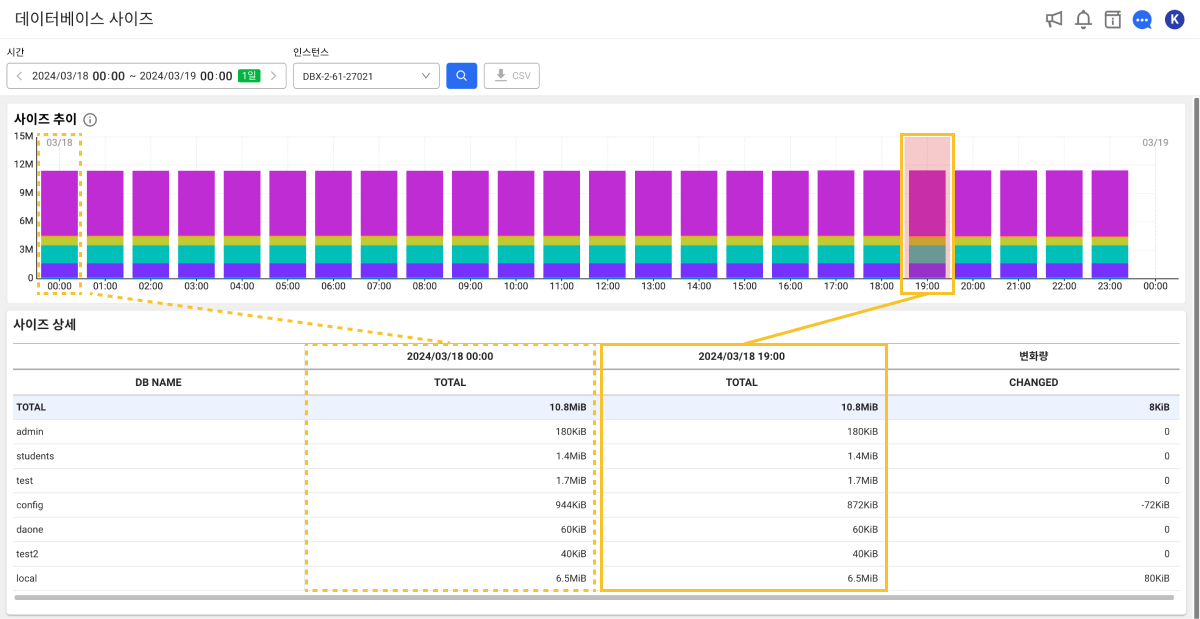 데이터베이스 사이즈
K
시간
인스턴스
2024/03/18 00:00 ~ 2024/03/19 00:00 1일
DBX-2-61-27021
CSV
사이즈 추이
15M
12M
9M
6M
3M
0
03/18
03/19
00:00 01:00 02:00 03:00 04:00 05:00 06:00 07:00 08:00 09:00 10:00 11:00 12:00 13:00 14:00 15:00 16:00 17:00 18:00 19:00 20:00 21:00 22:00 23:00 00:00
사이즈 상세
2024/03/18 00:00 2024/03/18 19:00 변화량
DB NAME TOTAL TOTAL CHANGED
TOTAL 10.8MiB 10.8MiB 8KiB
admin 180KiB 180KiB 0
students 1.4MiB 1.4MiB 0
test 1.7MiB 1.7MiB 0
config 944KiB 872KiB -72KiB
daone 60KiB 60KiB 0
test2 40KiB 40KiB 0
local 6.5MiB 6.5MiB 80KiB